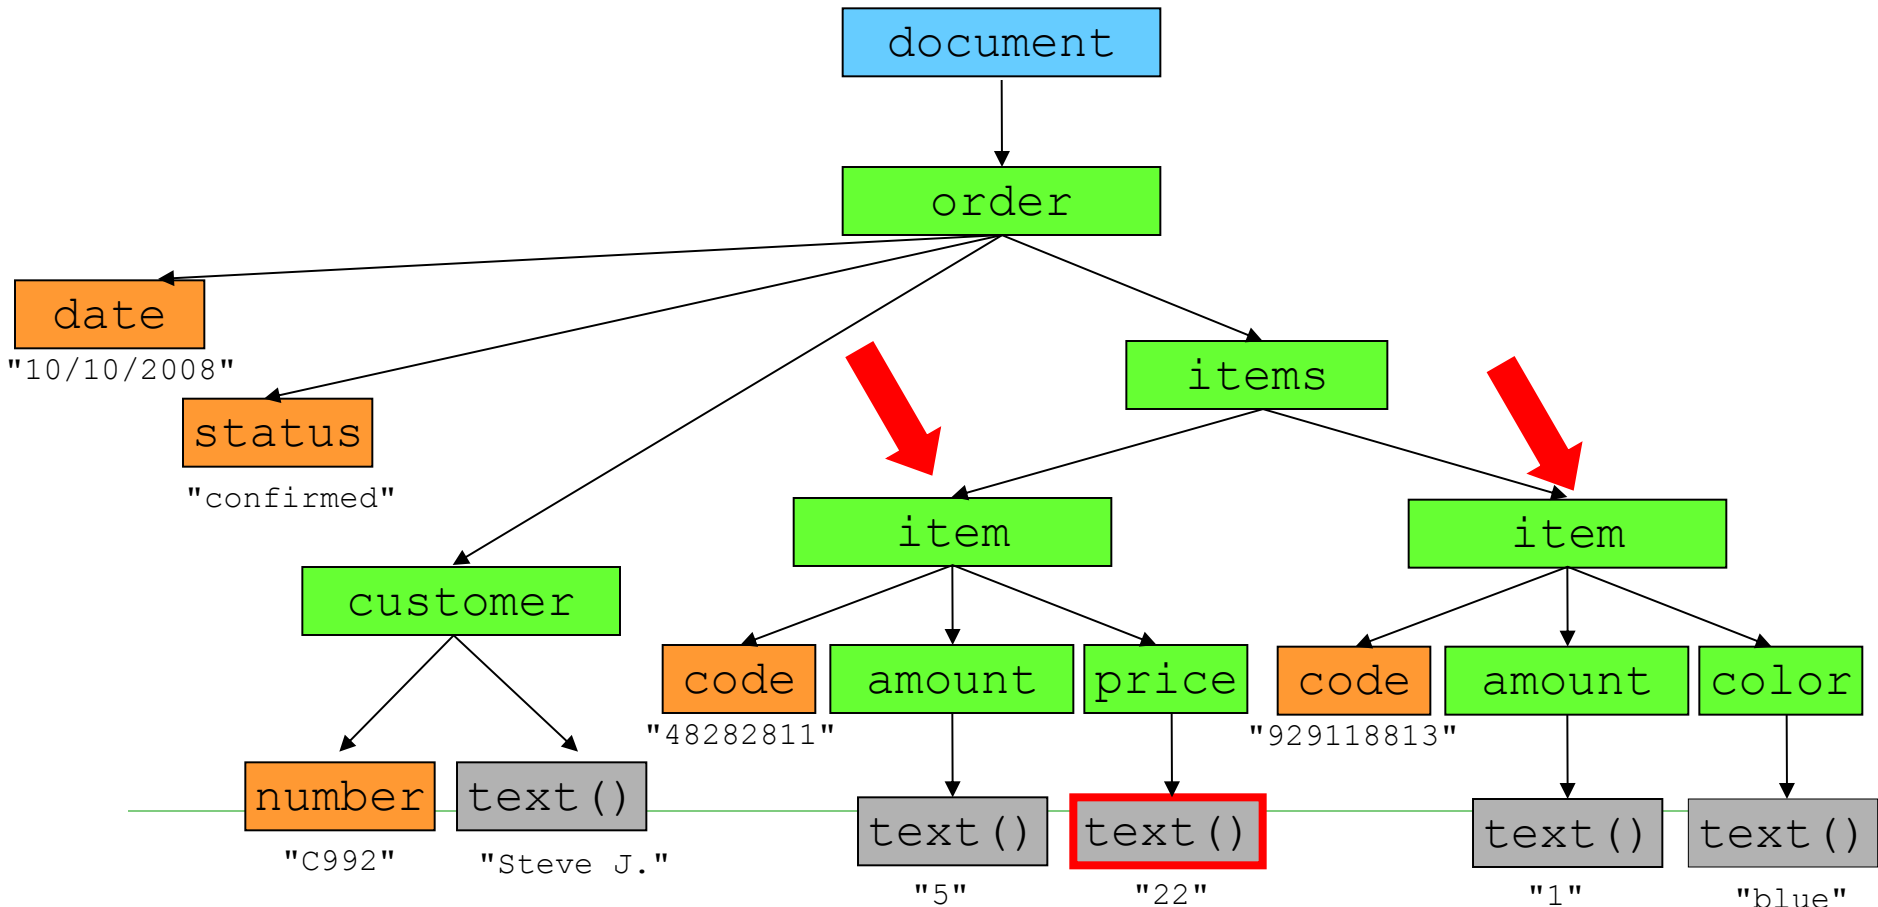 document
order
date
"10/10/2008"
items
status
"confirmed"
item
item
customer
code
amount
price
code
amount
color
"48282811"
"929118813"
number
text()
text()
text()
text()
text()
"C992"
"Steve J."
"5"
"22"
"1"
"blue"